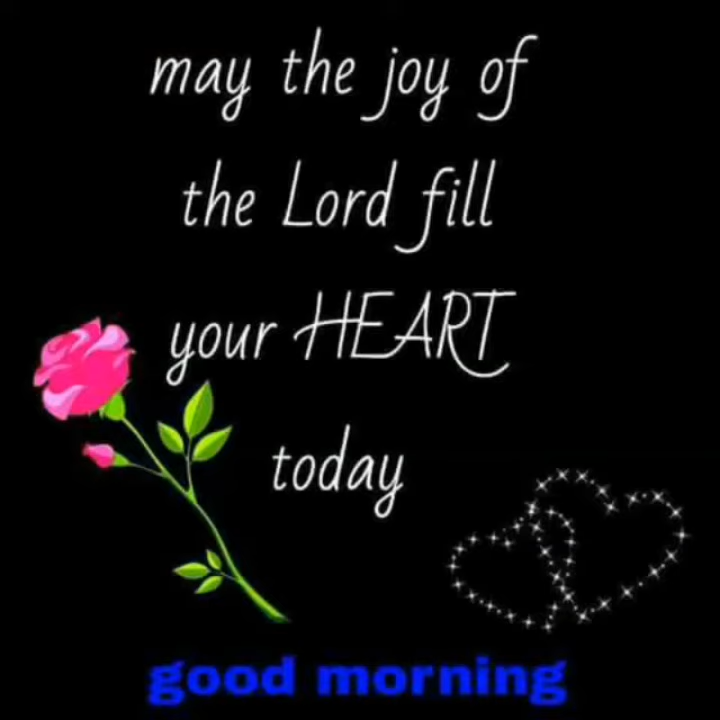 may the joy of
the Lord fill
your HEART
today
good morning